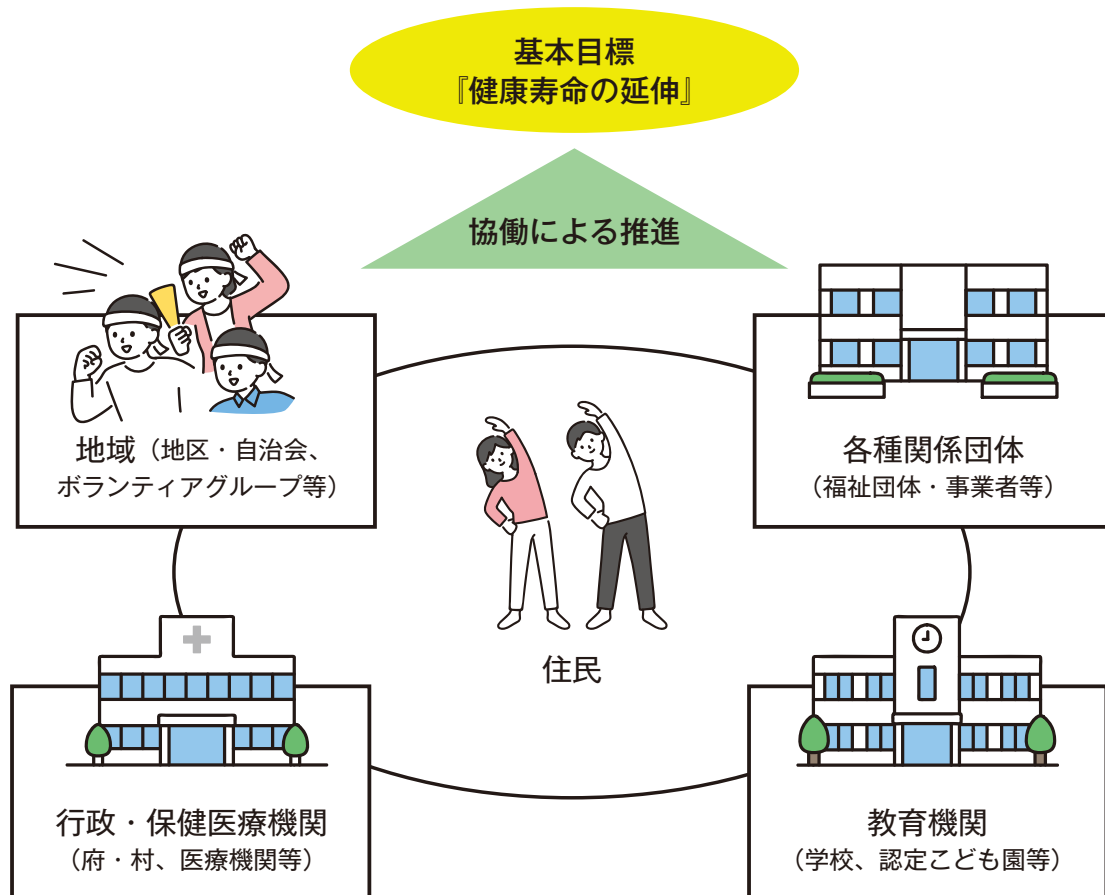 基本目標
『健康寿命の延伸』
協働による推進
地域（地区・自治会、
ボランティアグループ等）
各種関係団体
（福祉団体・事業者等）
住民
行政・保健医療機関
（府・村、医療機関等）
教育機関
（学校、認定こども園等）